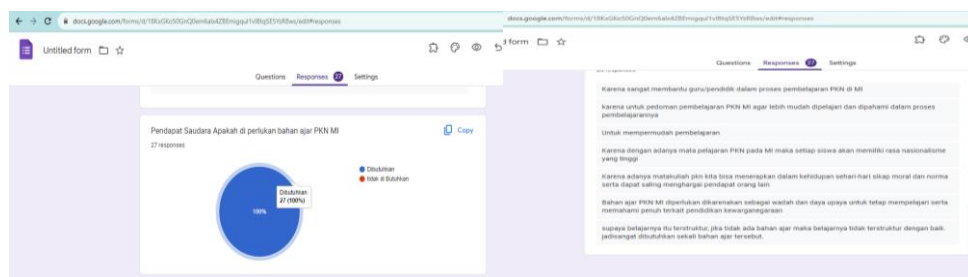 Untitled form
Questions Responses 27 Settings
Pendapat Saudara Apakah di perlukan bahan ajar PKN MI
Copy
27 responses
Dibutuhkan
tidak di Butuhkan
Dibutuhkan
27 (100%)
100%
form
Questions Responses 27 Settings
Karena sangat membantu guru/pendidik dalam proses pembelajaran PKN di MI
karena untuk pedoman pembelajaran PKN MI agar lebih mudah dipelajari dan dipahami dalam proses
pembelajarannya
Untuk mempermudah pembelajaran
Karena dengan adanya mata pelajaran PKN pada MI maka setiap siswa akan memiliki rasa nasionalisme
yang tinggi
Karena adanya matakuliah pkn kita bisa menerapkan dalam kehidupan sehari-hari sikap moral dan norma
serta dapat saling menghargai pendapat orang lain
Bahan ajar PKN MI diperlukan dikarenakan sebagai wadah dan daya upaya untuk tetap mempelajari serta
memahami penuh terkait pendidikan kewarganegaraan
supaya belajarnya itu terstruktur, jika tidak ada bahan ajar maka belajarnya tidak terstruktur dengan baik.
jadisangat dibutuhkan sekali bahan ajar tersebut.